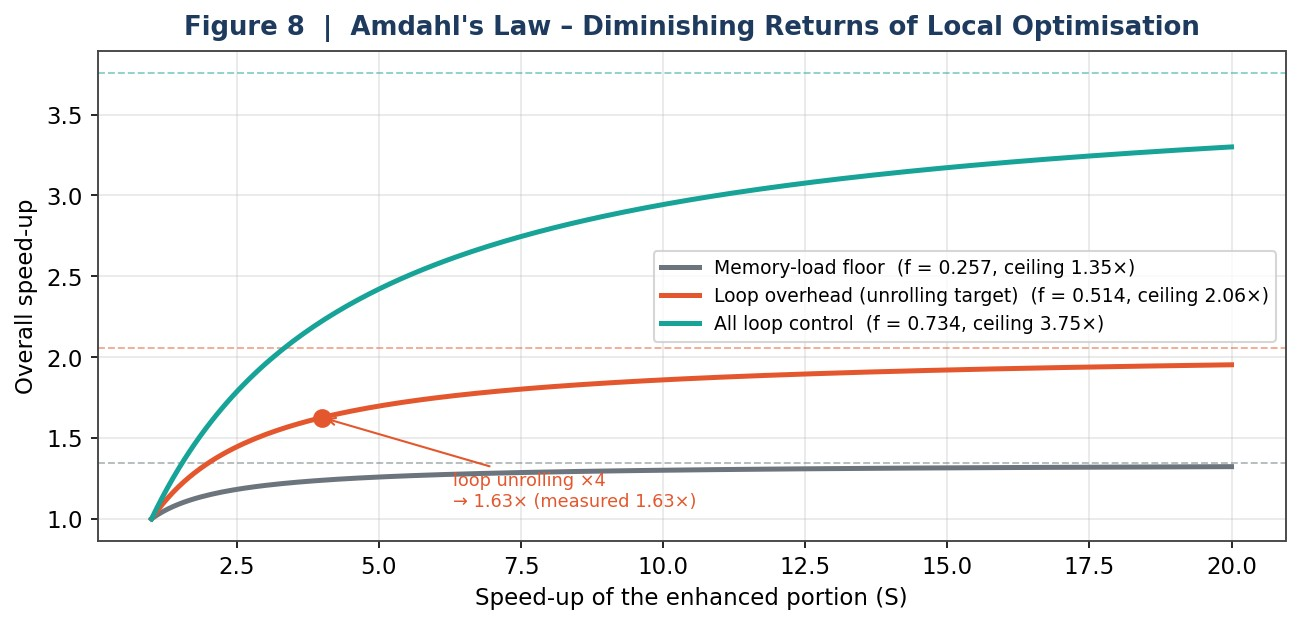 Figure 8 | Amdahl's Law – Diminishing Returns of Local Optimisation
Overall speed-up
3.5
3.0
2.5
2.0
1.5
1.0
Memory-load floor (f = 0.257, ceiling 1.35×)
Loop overhead (unrolling target) (f = 0.514, ceiling 2.06×)
All loop control (f = 0.734, ceiling 3.75×)
loop unrolling ×4
→ 1.63× (measured 1.63×)
2.5 5.0 7.5 10.0 12.5 15.0 17.5 20.0
Speed-up of the enhanced portion (S)